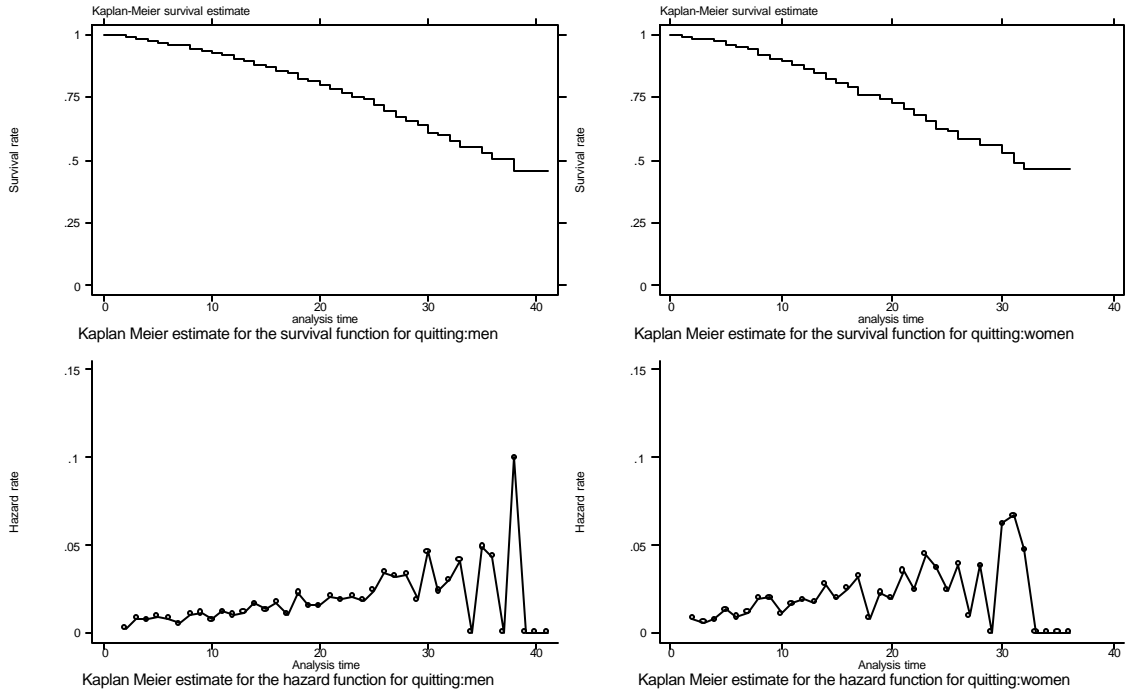 Kaplan-Meier survival estimate
1
.75
.5
.25
0
Survival rate
0 10 20 30 40
analysis time
Kaplan Meier estimate for the survival function for quitting:men
Kaplan-Meier survival estimate
1
.75
.5
.25
0
Survival rate
0 10 20 30 40
analysis time
Kaplan Meier estimate for the survival function for quitting:women
.15
.1
.05
0
Hazard rate
0 10 20 30 40
Analysis time
Kaplan Meier estimate for the hazard function for quitting:men
.15
.1
.05
0
Hazard rate
0 10 20 30 40
Analysis time
Kaplan Meier estimate for the hazard function for quitting:women